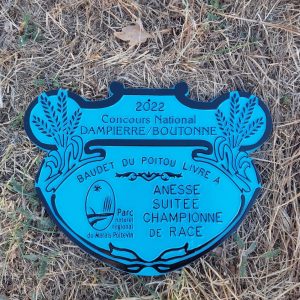 2022
Concours National
DAMPIERRE/BOUTONNE
BAUDET DU POITOU LIVRE A
ANESSE
SUITEE
CHAMPIONNE
DE RACE
Parc
naturel
régional
du Marais Poitevin